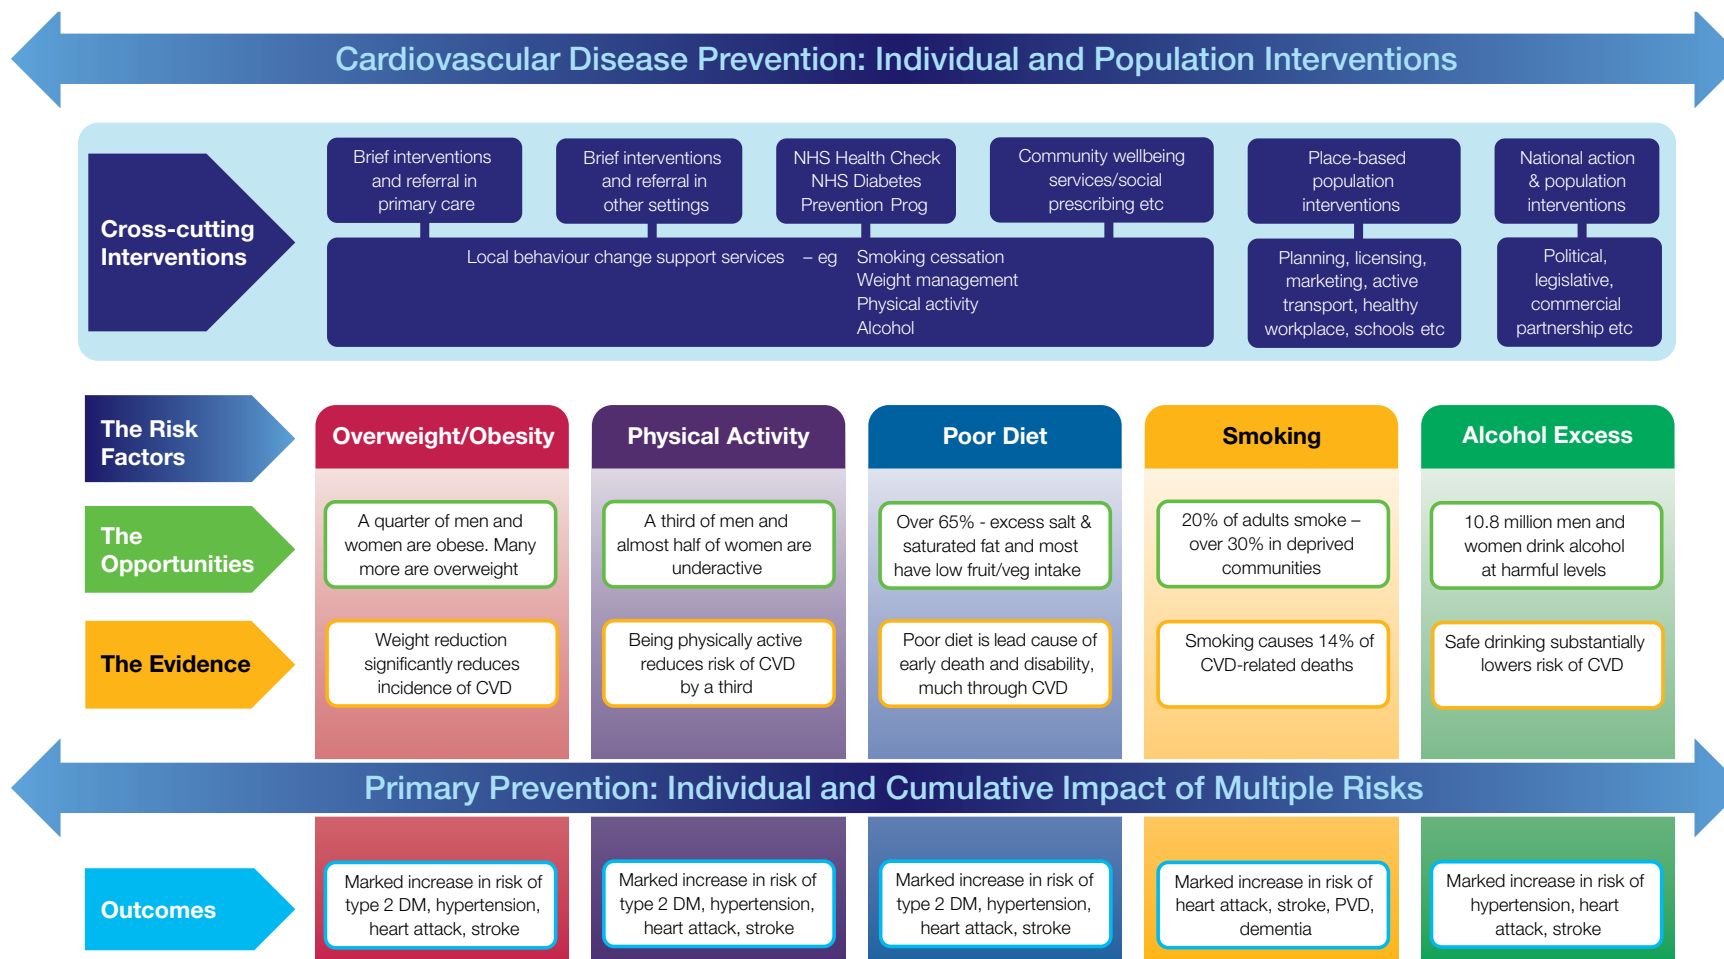 Cardiovascular Disease Prevention: Individual and Population Interventions
Cross-cutting
Interventions
Brief interventions
and referral in
primary care
Brief interventions
and referral in
other settings
NHS Health Check
NHS Diabetes
Prevention Prog
Community wellbeing
services/social
prescribing etc
Place-based
population
interventions
National action
& population
interventions
Local behaviour change support services – eg Smoking cessation
Weight management
Physical activity
Alcohol
Planning, licensing,
marketing, active
transport, healthy
workplace, schools etc
Political,
legislative,
commercial
partnership etc
The Risk
Factors
Overweight/Obesity
Physical Activity
Poor Diet
Smoking
Alcohol Excess
The
Opportunities
A quarter of men and
women are obese. Many
more are overweight
A third of men and
almost half of women are
underactive
Over 65% - excess salt &
saturated fat and most
have low fruit/veg intake
20% of adults smoke –
over 30% in deprived
communities
10.8 million men and
women drink alcohol
at harmful levels
The Evidence
Weight reduction
significantly reduces
incidence of CVD
Being physically active
reduces risk of CVD
by a third
Poor diet is lead cause of
early death and disability,
much through CVD
Smoking causes 14% of
CVD-related deaths
Safe drinking substantially
lowers risk of CVD
Primary Prevention: Individual and Cumulative Impact of Multiple Risks
Outcomes
Marked increase in risk of
type 2 DM, hypertension,
heart attack, stroke
Marked increase in risk of
type 2 DM, hypertension,
heart attack, stroke
Marked increase in risk of
type 2 DM, hypertension,
heart attack, stroke
Marked increase in risk of
heart attack, stroke, PVD,
dementia
Marked increase in risk of
hypertension, heart
attack, stroke